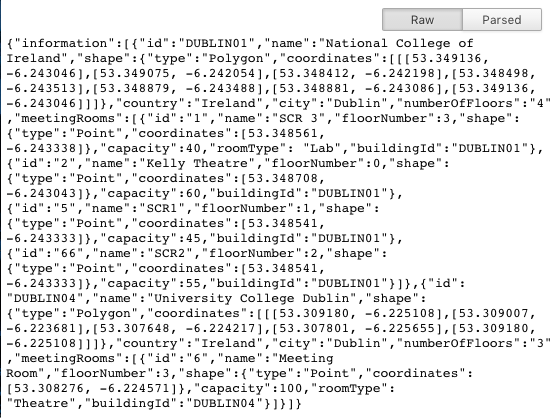 Raw Parsed
{"information":[{"id":"DUBLIN01","name":"National College of
Ireland","shape":{"type":"Polygon","coordinates":[[[53.349136,
-6.243046],[53.349075, -6.242054],[53.348412, -6.242198],[53.348498,
-6.243513],[53.348879, -6.243488],[53.348881, -6.243086],[53.349136,
-6.243046]]]},"country":"Ireland","city":"Dublin","numberOfFloors":"4"
,"meetingRooms":[{"id":"1","name":"SCR 3","floorNumber":3,"shape":
{"type":"Point","coordinates":[53.348561,
-6.243338]},"capacity":40,"roomType": "Lab","buildingId":"DUBLIN01"},
{"id":"2","name":"Kelly Theatre","floorNumber":0,"shape":
{"type":"Point","coordinates":[53.348708,
-6.243043]},"capacity":60,"buildingId":"DUBLIN01"},
{"id":"5","name":"SCR1","floorNumber":1,"shape":
{"type":"Point","coordinates":[53.348541,
-6.243333]},"capacity":45,"buildingId":"DUBLIN01"},
{"id":"66","name":"SCR2","floorNumber":2,"shape":
{"type":"Point","coordinates":[53.348541,
-6.243333]},"capacity":55,"buildingId":"DUBLIN01"}]},{"id":
"DUBLIN04","name":"University College Dublin","shape":
{"type":"Polygon","coordinates":[[[53.309180, -6.225108],[53.309007,
-6.223681],[53.307648, -6.224217],[53.307801, -6.225655],[53.309180,
-6.225108]]]},"country":"Ireland","city":"Dublin","numberOfFloors":"3"
,"meetingRooms":[{"id":"6","name":"Meeting
Room","floorNumber":3,"shape":{"type":"Point","coordinates":
[53.308276, -6.224571]},"capacity":100,"roomType":
"Theatre","buildingId":"DUBLIN04"}]}]}